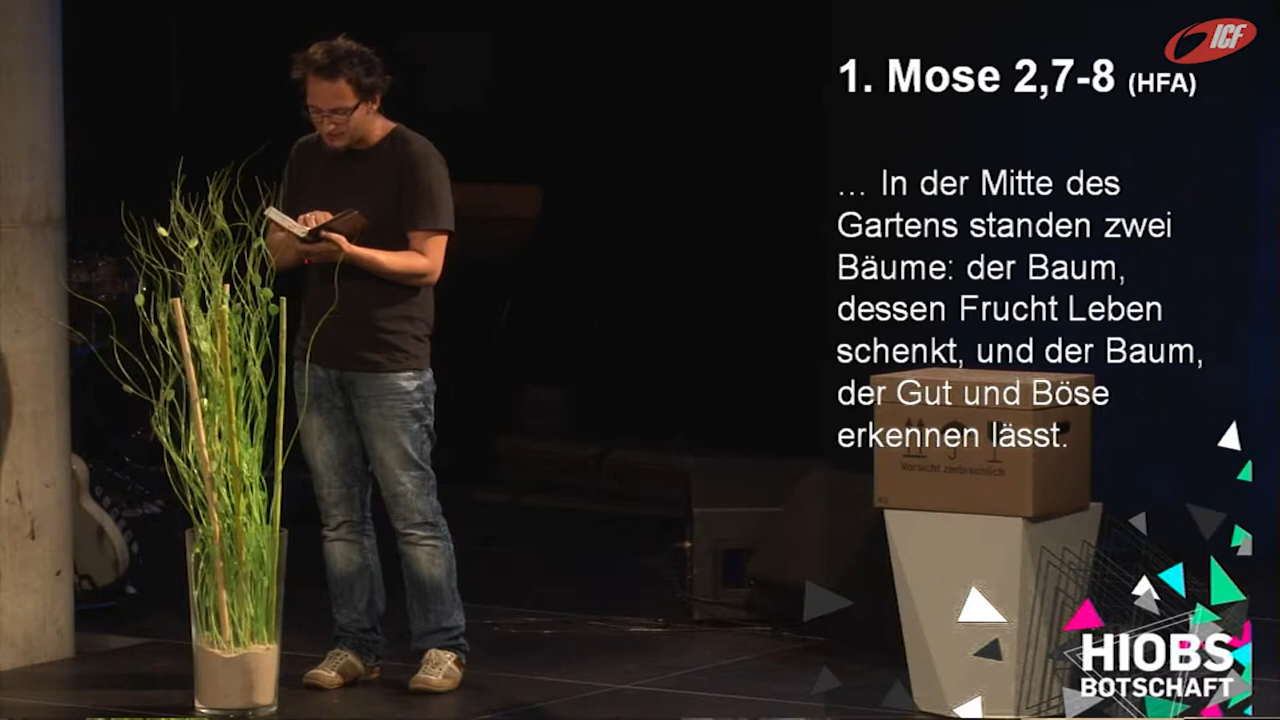 ICF
1. Mose 2,7-8 (HFA)
... In der Mitte des
Gartens standen zwei
Bäume: der Baum,
dessen Frucht Leben
schenkt, und der Baum,
der Gut und Böse
erkennen lässt.
Vorsicht zerbrechlich
HIOBS
BOTSCHAFT